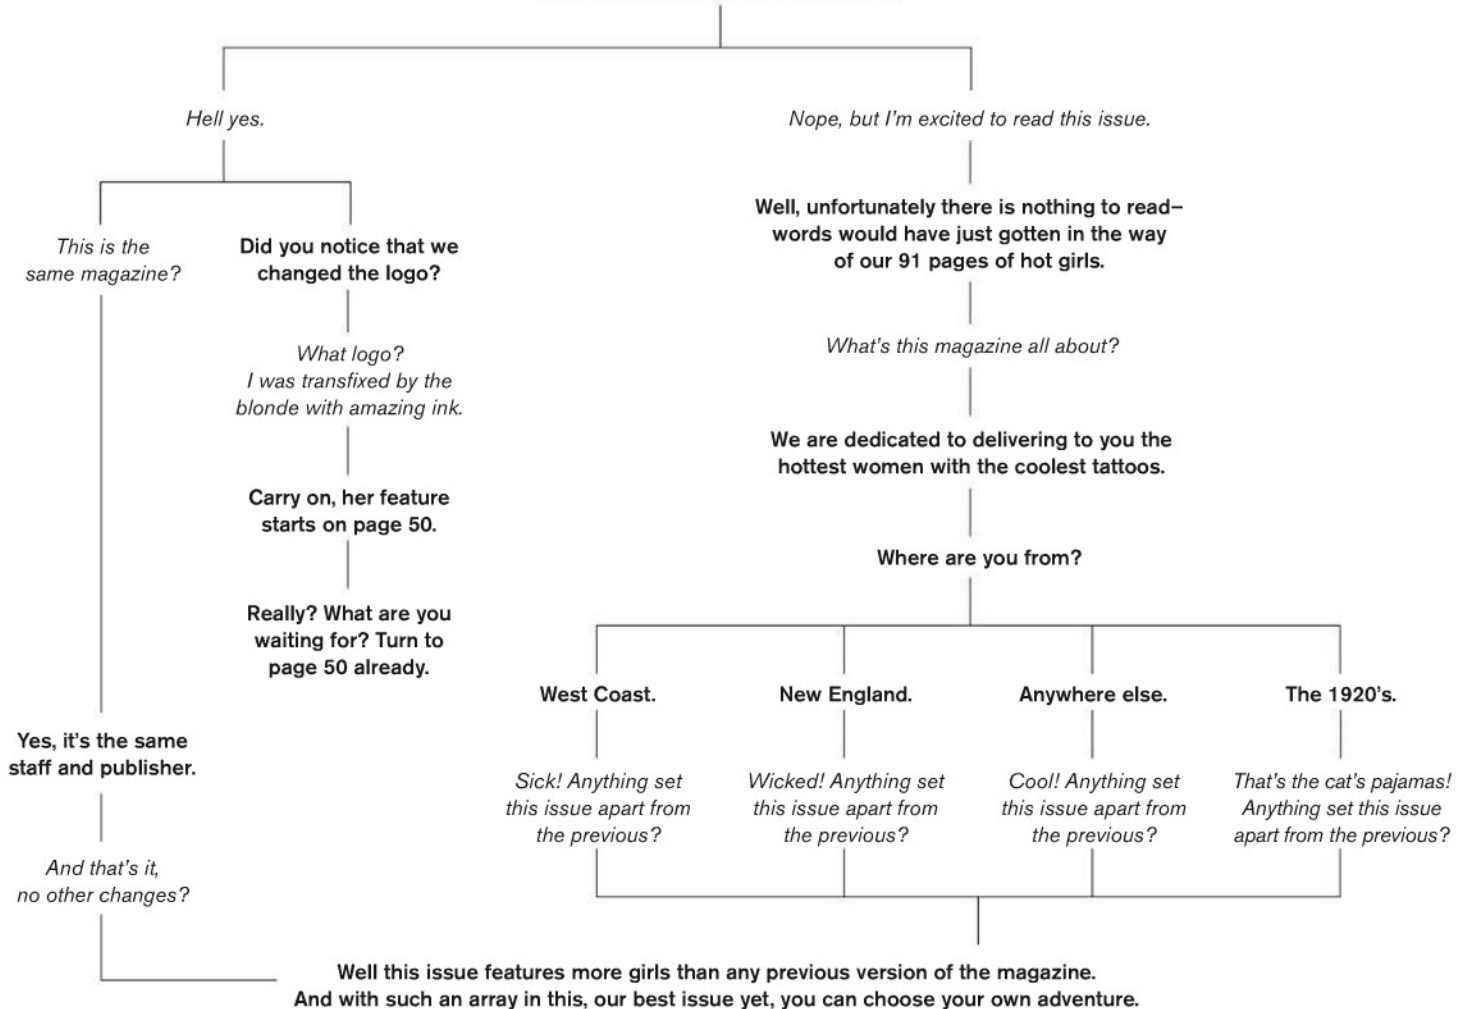 Hell yes.
Nope, but I'm excited to read this issue.
This is the
same magazine?
Did you notice that we
changed the logo?
What logo?
I was transfixed by the
blonde with amazing ink.
Carry on, her feature
starts on page 50.
Really? What are you
waiting for? Turn to
page 50 already.
Yes, it's the same
staff and publisher.
And that's it,
no other changes?
Well, unfortunately there is nothing to read–
words would have just gotten in the way
of our 91 pages of hot girls.
What's this magazine all about?
We are dedicated to delivering to you the
hottest women with the coolest tattoos.
Where are you from?
West Coast.
Sick! Anything set
this issue apart from
the previous?
New England.
Wicked! Anything set
this issue apart from
the previous?
Anywhere else.
Cool! Anything set
this issue apart from
the previous?
The 1920's.
That's the cat's pajamas!
Anything set this issue
apart from the previous?
Well this issue features more girls than any previous version of the magazine.
And with such an array in this, our best issue yet, you can choose your own adventure.